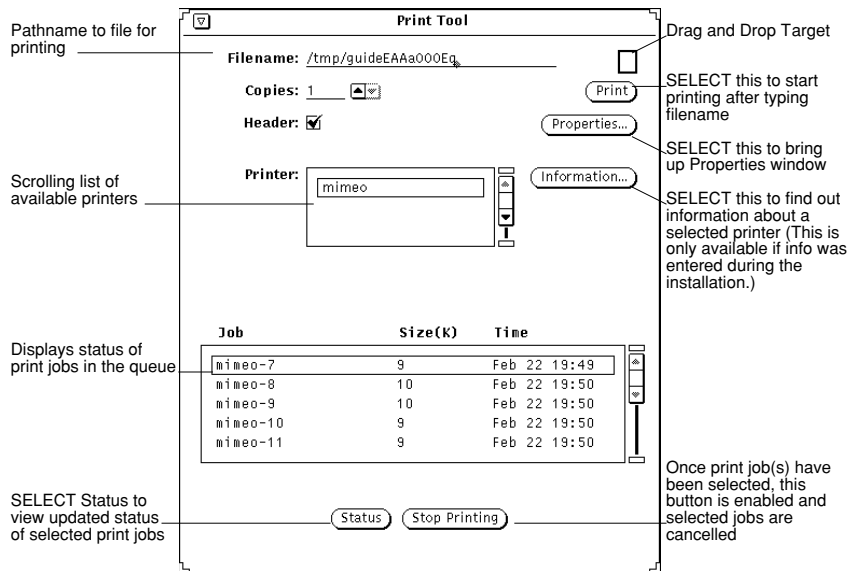 Print Tool
Pathname to file for
printing
Filename: /tmp/guideEAAa000Eq
Drag and Drop Target
Copies: 1
Print
SELECT this to start
printing after typing
filename
Header:
Properties...
SELECT this to bring
up Properties window
Scrolling list of
available printers
Printer:
mimeo
Information...
SELECT this to find out
information about a
selected printer (This is
only available if info was
entered during the
installation.)
Job Size(K) Time
Displays status of
print jobs in the queue
mimeo-7 9 Feb 22 19:49
mimeo-8 10 Feb 22 19:50
mimeo-9 10 Feb 22 19:50
mimeo-10 9 Feb 22 19:50
mimeo-11 9 Feb 22 19:50
SELECT Status to
view updated status
of selected print jobs
Status Stop Printing
Once print job(s) have
been selected, this
button is enabled and
selected jobs are
cancelled